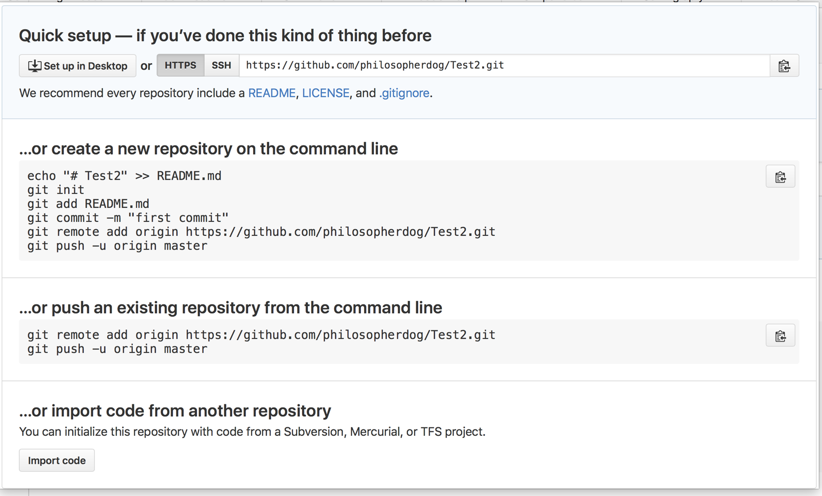 Quick setup — if you’ve done this kind of thing before
Set up in Desktop or HTTPS SSH https://github.com/philosopherdog/Test2.git
We recommend every repository include a README, LICENSE, and .gitignore.
...or create a new repository on the command line
echo "# Test2" >> README.md
git init
git add README.md
git commit -m "first commit"
git remote add origin https://github.com/philosopherdog/Test2.git
git push -u origin master
...or push an existing repository from the command line
git remote add origin https://github.com/philosopherdog/Test2.git
git push -u origin master
...or import code from another repository
You can initialize this repository with code from a Subversion, Mercurial, or TFS project.
Import code